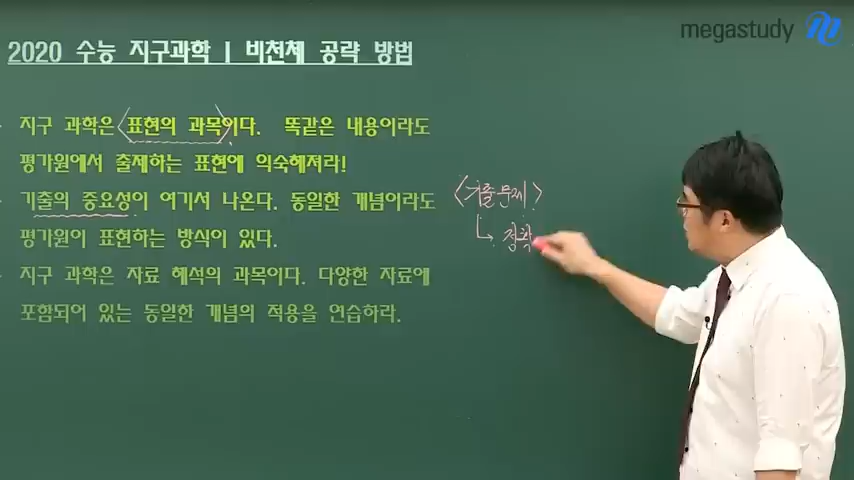 megastudy
2020 수능 지구과학 I 비천체 공략 방법
- 지구 과학은 <표현의 과목>이다. 똑같은 내용이라도
평가원에서 출제하는 표현에 익숙해져라!
- 기출의 중요성이 여기서 나온다. 동일한 개념이라도
평가원이 표현하는 방식이 있다.
- 지구 과학은 자료 해석의 과목이다. 다양한 자료에
포함되어 있는 동일한 개념의 적용을 연습하라.
<기출문제>
↳ 정확